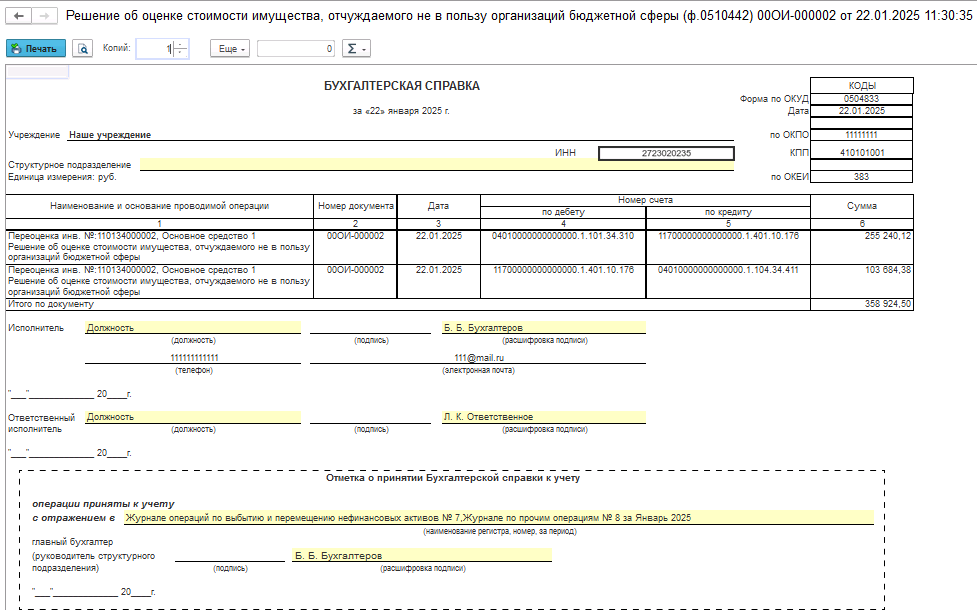 Решение об оценке стоимости имущества, отчуждаемого не в пользу организаций бюджетной сферы (ф.0510442) 00ОИ-000002 от 22.01.2025 11:30:35
Печать Копий: 1 Еще 0 Σ
БУХГАЛТЕРСКАЯ СПРАВКА
КОДЫ
Форма по ОКУД 0504833
за «22» января 2025 г. Дата 22.01.2025
Учреждение Наше учреждение по ОКПО 11111111
ИНН 2723020235 КПП 410101001
Структурное подразделение
Единица измерения: руб. по ОКЕИ 383
Наименование и основание проводимой операции Номер документа Дата Номер счета Сумма
по дебету по кредиту
1 2 3 4 5 6
Переоценка инв. №:110134000002, Основное средство 1 00ОИ-000002 22.01.2025 04010000000000000.1.101.34.310 11700000000000000.1.401.10.176 255 240,12
Решение об оценке стоимости имущества, отчуждаемого не в пользу
организаций бюджетной сферы
Переоценка инв. №:110134000002, Основное средство 1 00ОИ-000002 22.01.2025 11700000000000000.1.401.10.176 04010000000000000.1.104.34.411 103 684,38
Решение об оценке стоимости имущества, отчуждаемого не в пользу
организаций бюджетной сферы
Итого по документу 358 924,50
Исполнитель Должность Б. Б. Бухгалтеров
(должность) (подпись) (расшифровка подписи)
111111111111 111@mail.ru
(телефон) (электронная почта)
"___"_____________ 20____г.
Ответственный исполнитель Должность Л. К. Ответственное
(должность) (подпись) (расшифровка подписи)
"___"_____________ 20____г.
Отметка о принятии Бухгалтерской справки к учету
операции приняты к учету
с отражением в Журнале операций по выбытию и перемещению нефинансовых активов № 7,Журнале по прочим операциям № 8 за Январь 2025
(наименование регистра, номер, за период)
главный бухгалтер
(руководитель структурного
подразделения) Б. Б. Бухгалтеров
(подпись) (расшифровка подписи)
"___"_____________ 20____г.